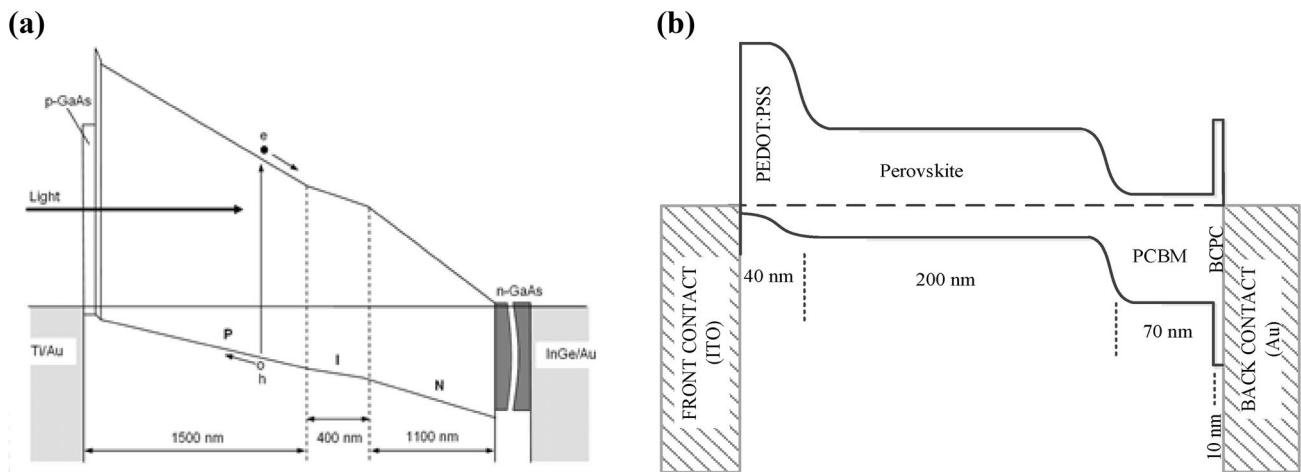 (a)
p-GaAs
e
Light
n-GaAs
Ti/Au
P
I
o
h
N
InGe/Au
1500 nm
400 nm
1100 nm
(b)
PEDOT:PSS
Perovskite
PCBM
BCPC
40 nm
200 nm
70 nm
10 nm
FRONT CONTACT
(ITO)
BACK CONTACT
(Au)